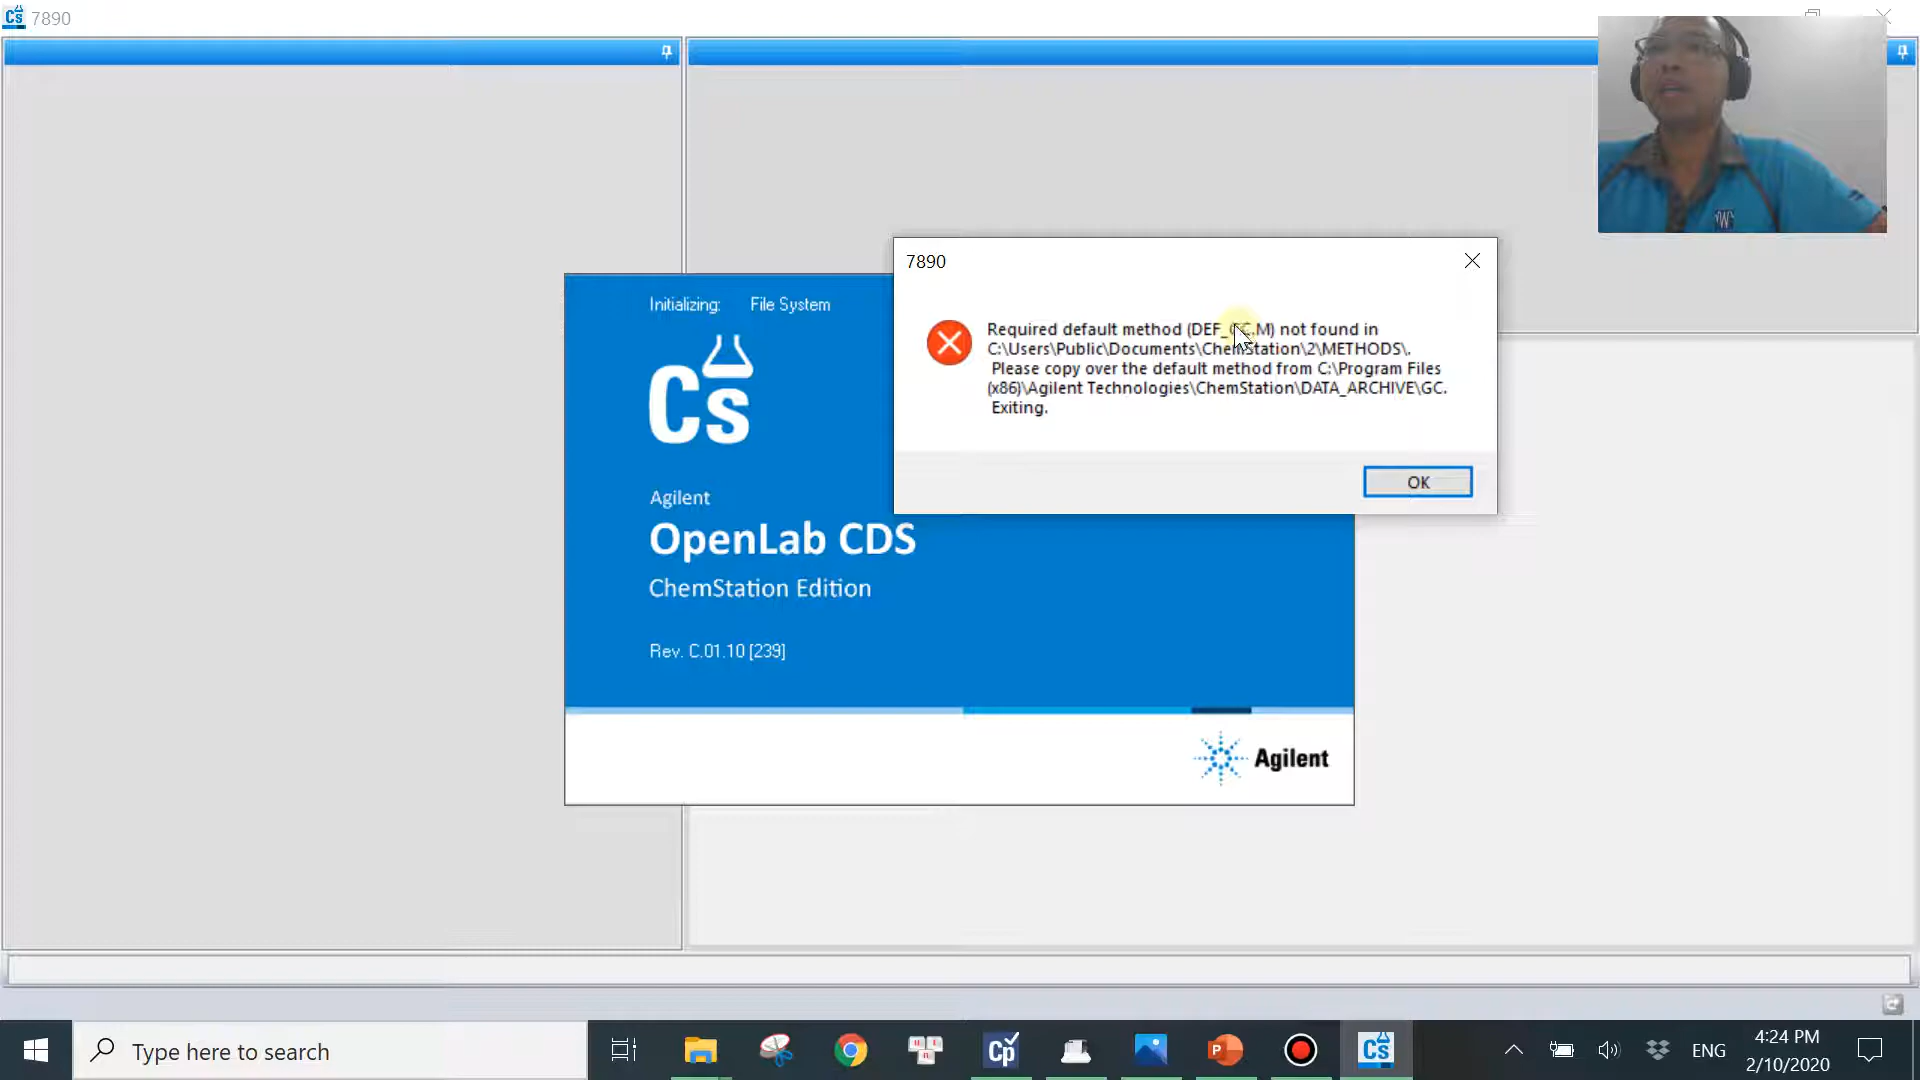 7890
7890
Required default method (DEF_GC.M) not found in
C:\Users\Public\Documents\ChemStation\2\METHODS\.
Please copy over the default method from C:\Program Files
(x86)\Agilent Technologies\ChemStation\DATA_ARCHIVE\GC.
Exiting.
OK
Initializing: File System
Cs
Agilent
OpenLab CDS
ChemStation Edition
Rev. C.01.10 [239]
Agilent
Type here to search
ENG
4:24 PM
2/10/2020